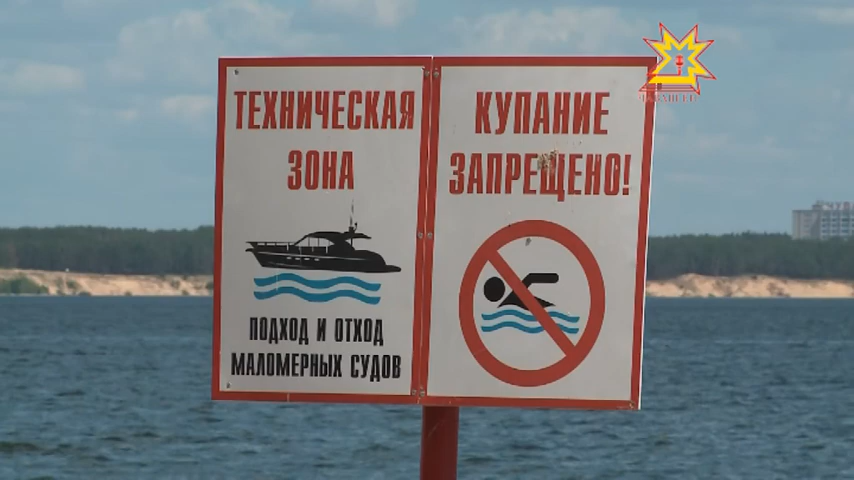 ТЕХНИЧЕСКАЯ
ЗОНА
ПОДХОД И ОТХОД
МАЛОМЕРНЫХ СУДОВ
КУПАНИЕ
ЗАПРЕЩЕНО!